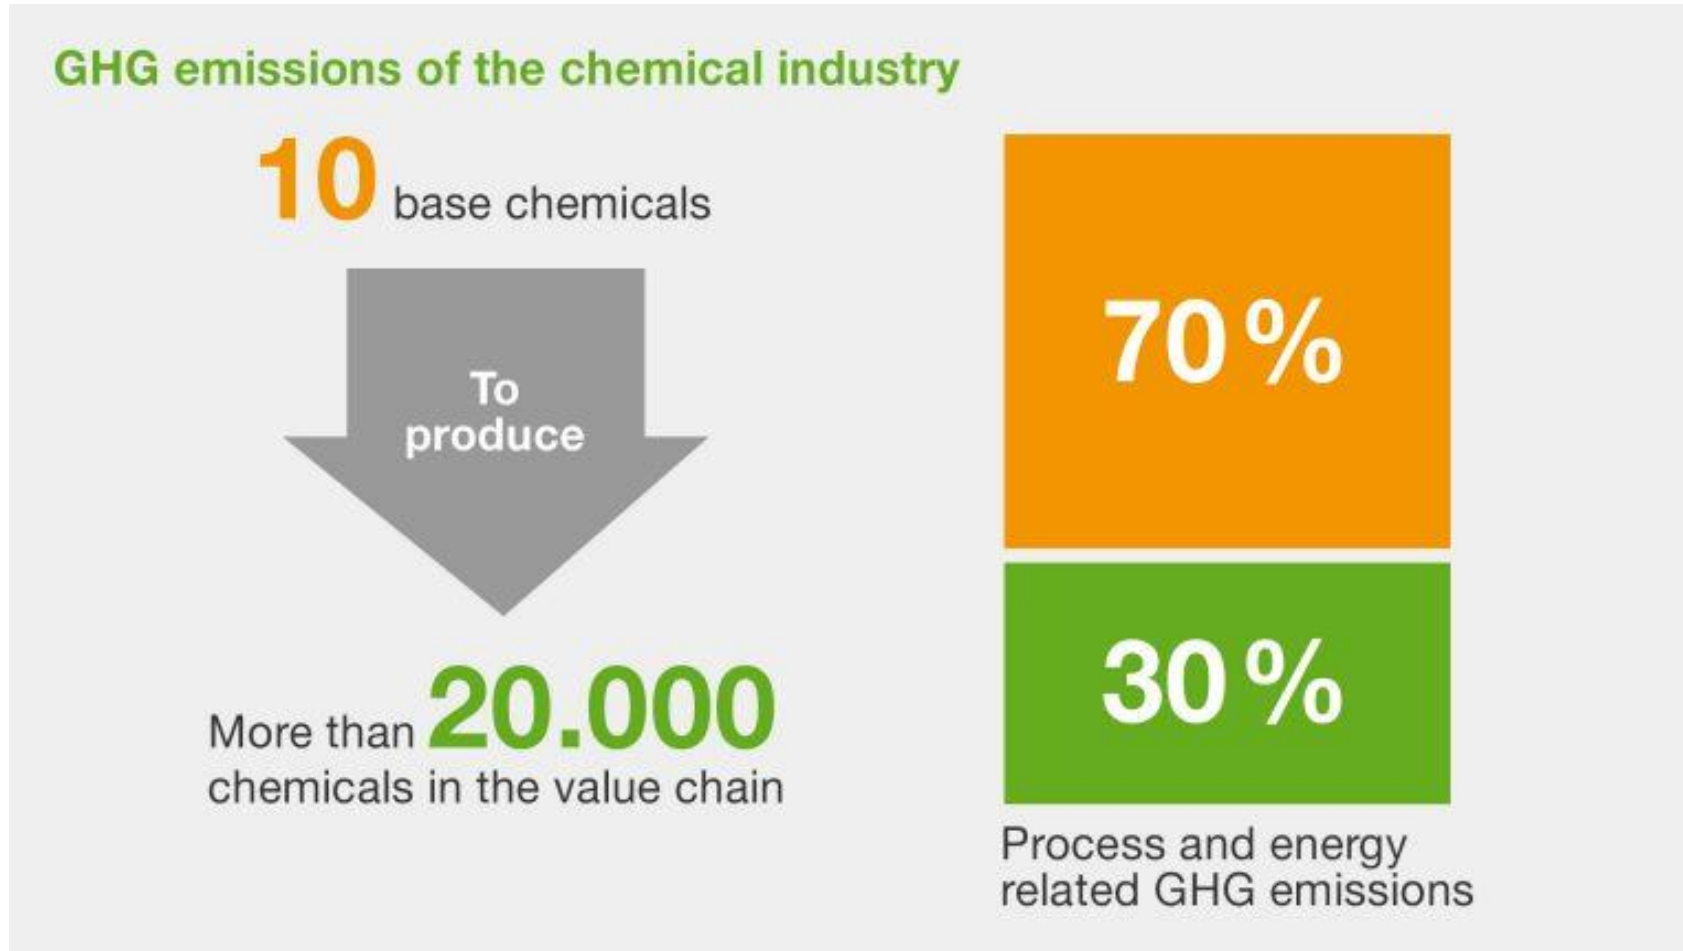 GHG emissions of the chemical industry
10 base chemicals
To
produce
More than 20.000
chemicals in the value chain
70 %
30 %
Process and energy
related GHG emissions